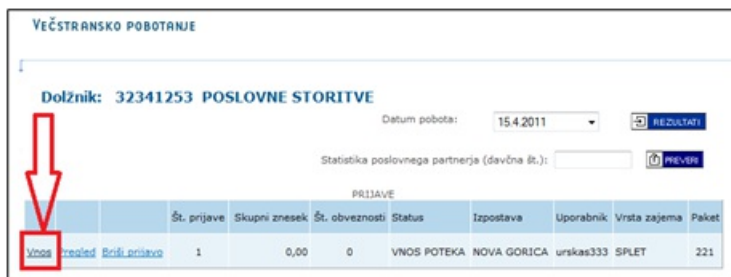 VEČSTRANSKO POBOTANJE
Dolžnik: 32341253 POSLOVNE STORITVE
Datum pobota: 15.4.2011 REZULTATI
Statistika poslovnega partnerja (davčna št.): PREVERI
PRIJAVE
Št. prijave Skupni znesek Št. obveznosti Status Izpostava Uporabnik Vrsta zajema Paket
Vnos Pregled Briši prijavo 1 0,00 0 VNOS POTEKA NOVA GORICA urskas333 SPLET 221